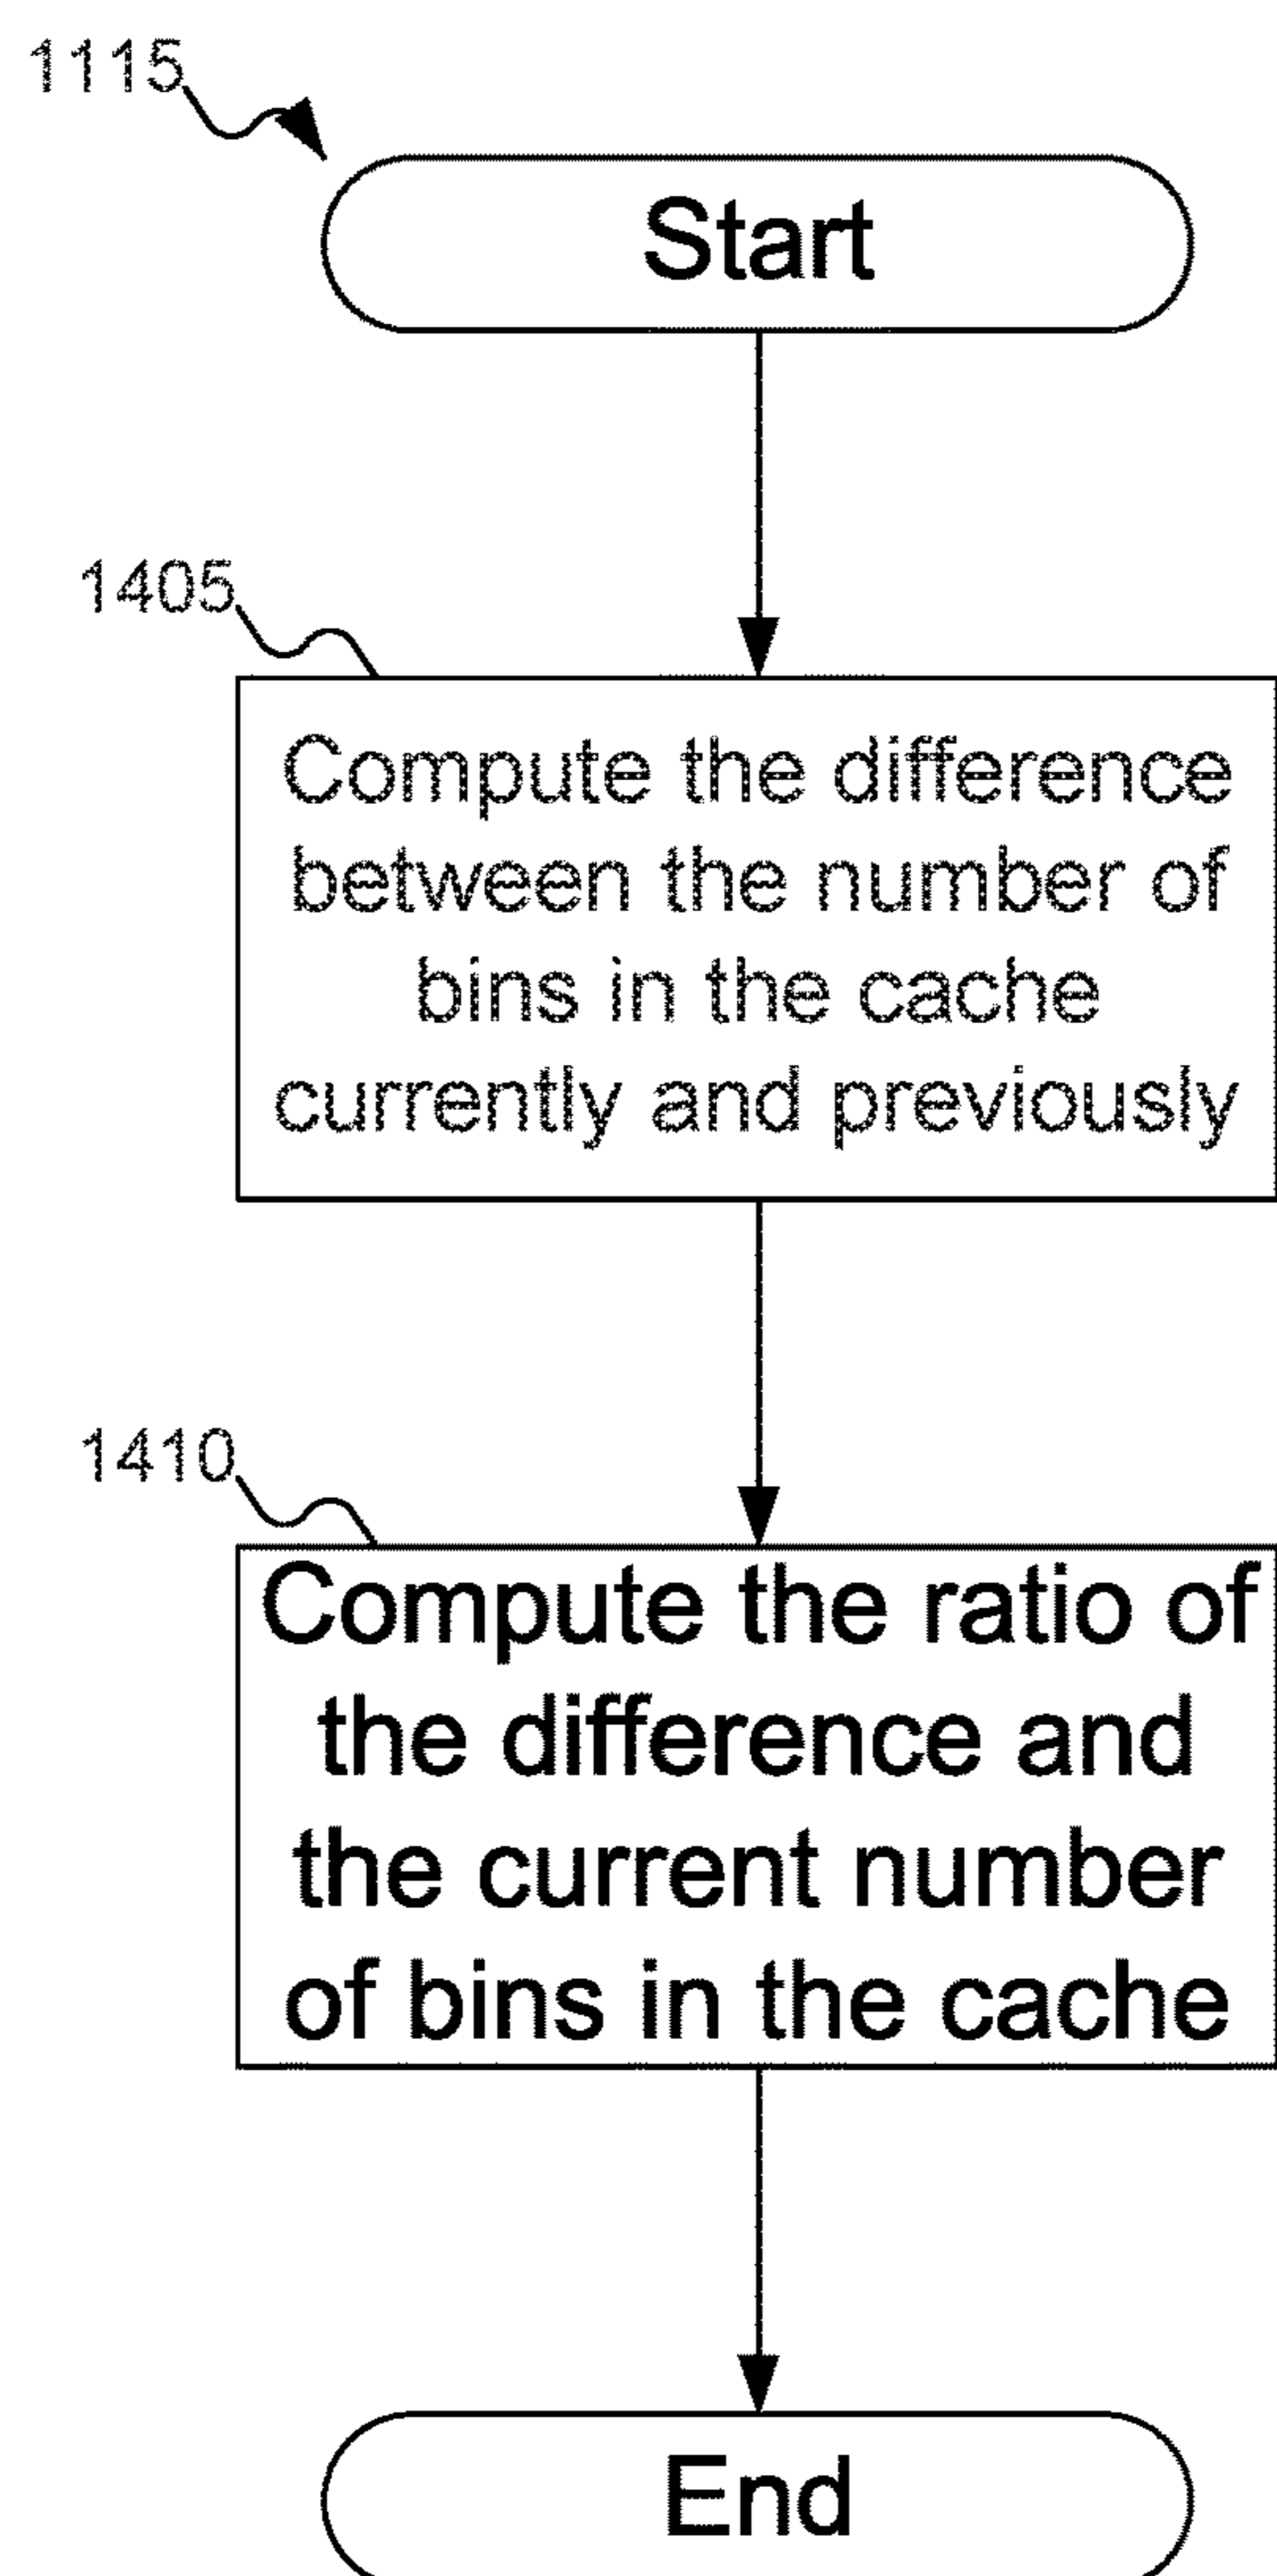 1115
Start
1405
Compute the difference
between the number of
bins in the cache
currently and previously
1410
Compute the ratio of
the difference and
the current number
of bins in the cache
End